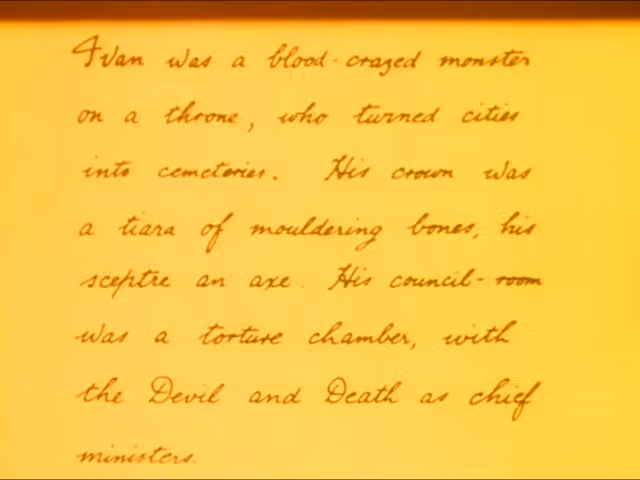 Ivan was a blood-crazed monster
on a throne, who turned cities
into cemeteries. His crown was
a tiara of mouldering bones, his
sceptre an axe. His council-room
was a torture chamber, with
the Devil and Death as chief
ministers.